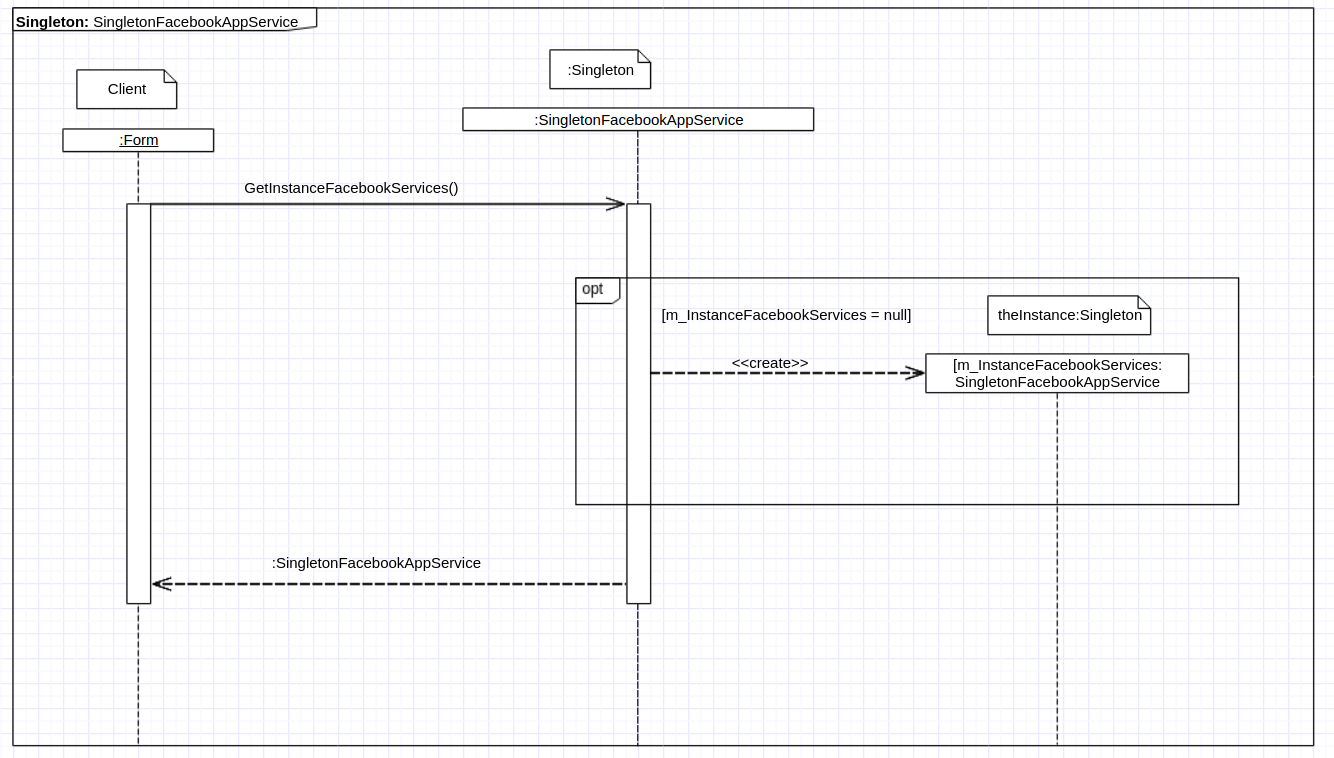 Singleton: SingletonFacebookAppService
:Singleton
Client
:SingletonFacebookAppService
:Form
GetInstanceFacebookServices()
opt
[m_InstanceFacebookServices = null]
theInstance:Singleton
<<create>>
[m_InstanceFacebookServices:
SingletonFacebookAppService
:SingletonFacebookAppService